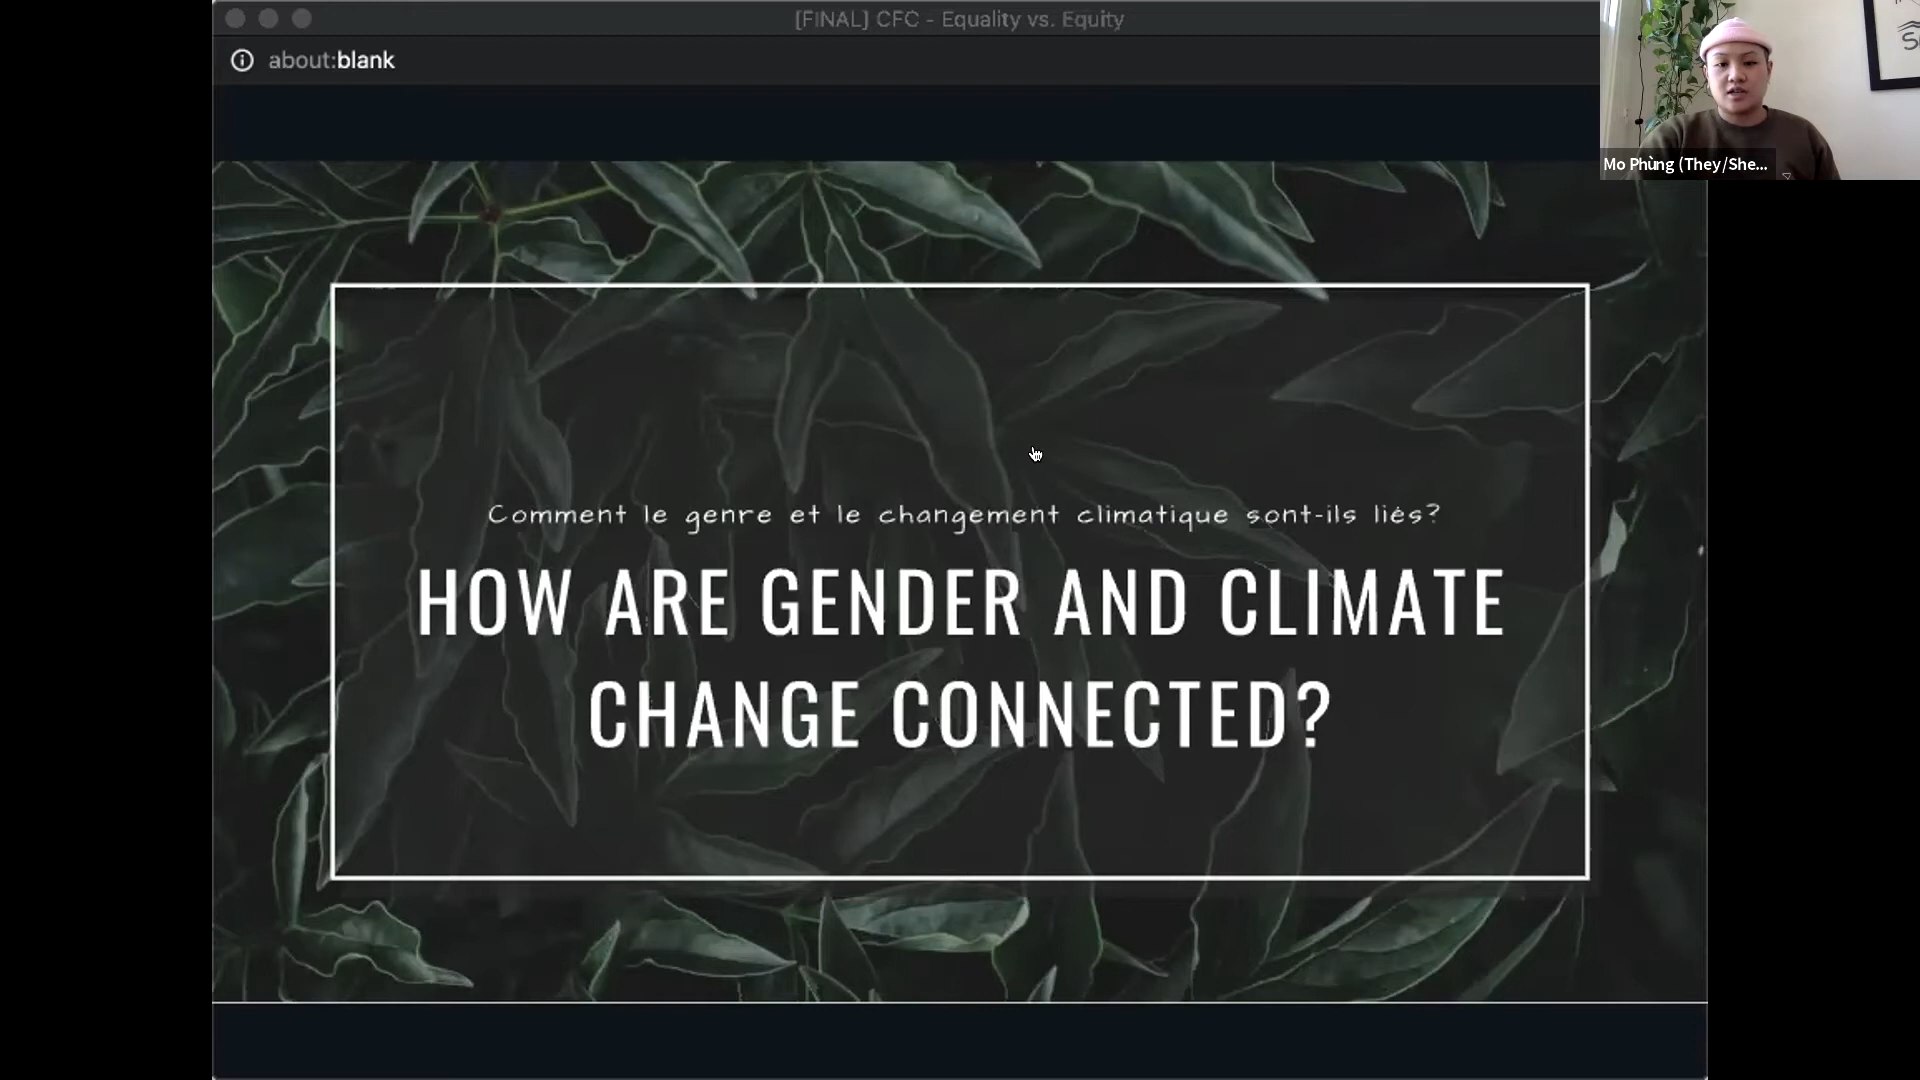 [FINAL] CFC - Equality vs. Equity
about:blank
Mo Phùng (They/She...
Comment le genre et le changement climatique sont-ils liés?
HOW ARE GENDER AND CLIMATE
CHANGE CONNECTED?